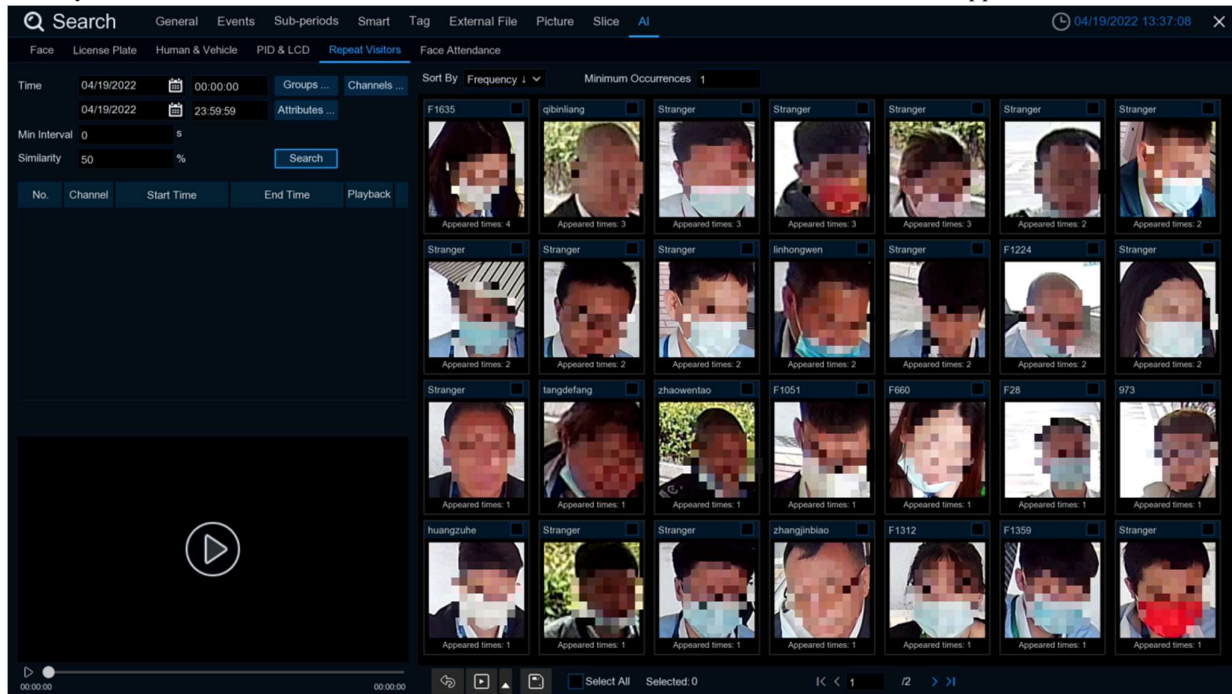 Search General Events Sub-periods Smart Tag External File Picture Slice AI 04/19/2022 13:37:08
Face License Plate Human & Vehicle PID & LCD Repeat Visitors Face Attendance
Time 04/19/2022 00:00:00 Groups ... Channels ...
04/19/2022 23:59:59 Attributes ...
Min Interval 0 s
Similarity 50 % Search
No. Channel Start Time End Time Playback
00:00:00 00:00:00
Sort By Frequency ↓ Minimum Occurrences 1
F1635 qibinliang Stranger Stranger Stranger Stranger Stranger
Appeared times: 4 Appeared times: 3 Appeared times: 3 Appeared times: 3 Appeared times: 3 Appeared times: 2 Appeared times: 2
Stranger Stranger Stranger linhongwen Stranger F1224 Stranger
Appeared times: 2 Appeared times: 2 Appeared times: 2 Appeared times: 2 Appeared times: 2 Appeared times: 2 Appeared times: 2
Stranger tangdefang zhaowentao F1051 F660 F28 973
Appeared times: 1 Appeared times: 1 Appeared times: 1 Appeared times: 1 Appeared times: 1 Appeared times: 1 Appeared times: 1
huangzuhe Stranger Stranger zhangjinbiao F1312 F1359 Stranger
Appeared times: 1 Appeared times: 1 Appeared times: 1 Appeared times: 1 Appeared times: 1 Appeared times: 1 Appeared times: 1
Select All Selected: 0 1 /2